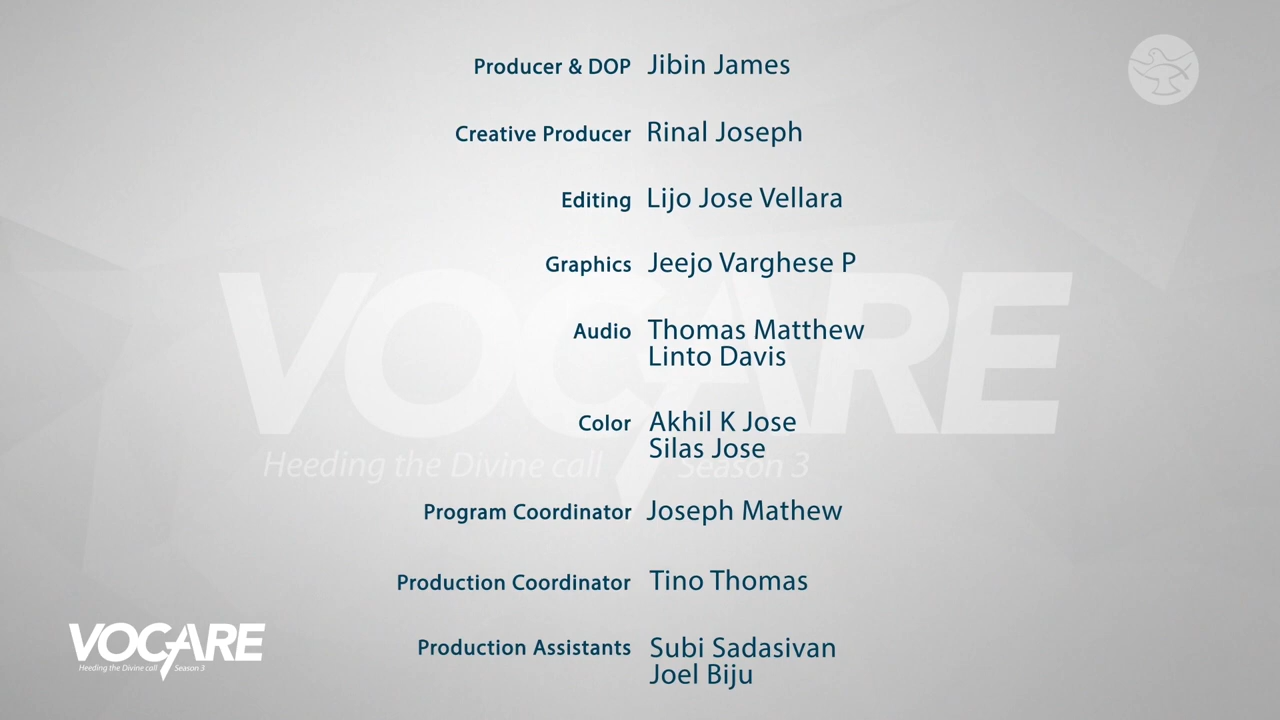 Producer & DOP Jibin James
Creative Producer Rinal Joseph
Editing Lijo Jose Vellara
Graphics Jeejo Varghese P
VOCARE
Audio Thomas Matthew
Linto Davis
Color Akhil K Jose
Silas Jose
Heeding the Divine call Season 3
Program Coordinator Joseph Mathew
Production Coordinator Tino Thomas
Production Assistants Subi Sadasivan
Joel Biju
VOCARE
Heeding the Divine call Season 3